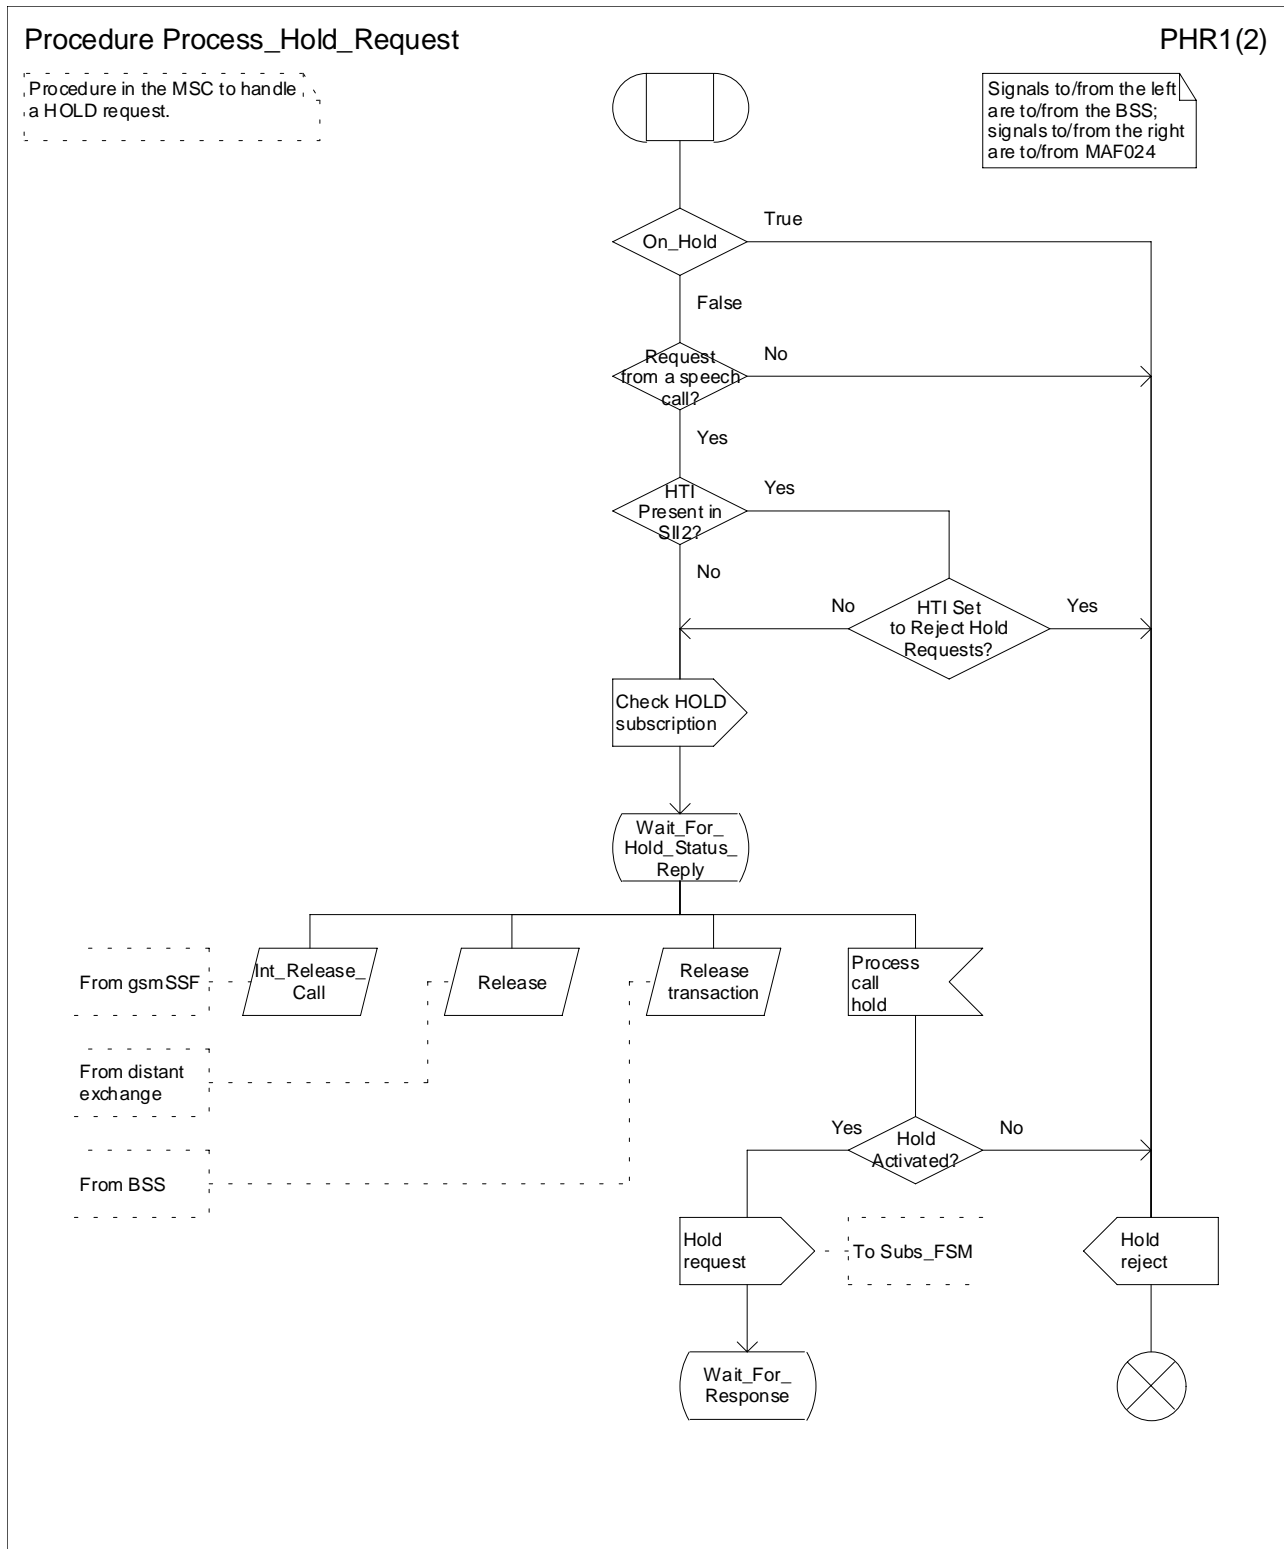 Procedure Process_Hold_Request
PHR1(2)
Procedure in the MSC to handle
a HOLD request.
Signals to/from the left
are to/from the BSS;
signals to/from the right
are to/from MAF024
On_Hold
True
False
Request
from a speech
call?
No
Yes
HTI
Present in
SII2?
Yes
No
HTI Set
to Reject Hold
Requests?
No
Yes
Check HOLD
subscription
Wait_For_
Hold_Status_
Reply
From gsmSSF
Int_Release_
Call
Release
Release
transaction
Process
call
hold
From distant
exchange
From BSS
Yes
Hold
Activated?
No
Hold
request
To Subs_FSM
Hold
reject
Wait_For_
Response